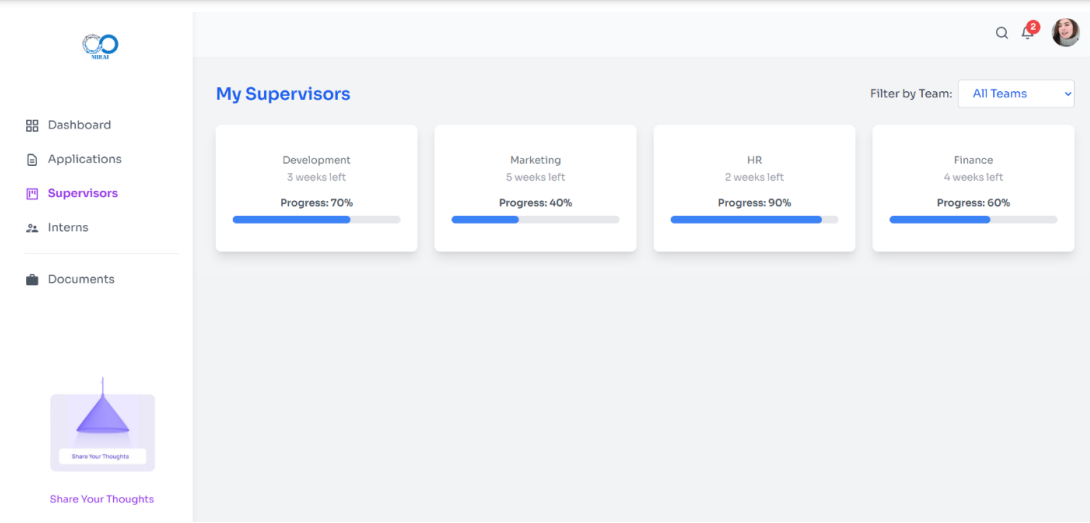 MIRAI
2
My Supervisors
Filter by Team: All Teams
Dashboard
Applications
Supervisors
Interns
Documents
Development
3 weeks left
Progress: 70%
Marketing
5 weeks left
Progress: 40%
HR
2 weeks left
Progress: 90%
Finance
4 weeks left
Progress: 60%
Share Your Thoughts
Share Your Thoughts